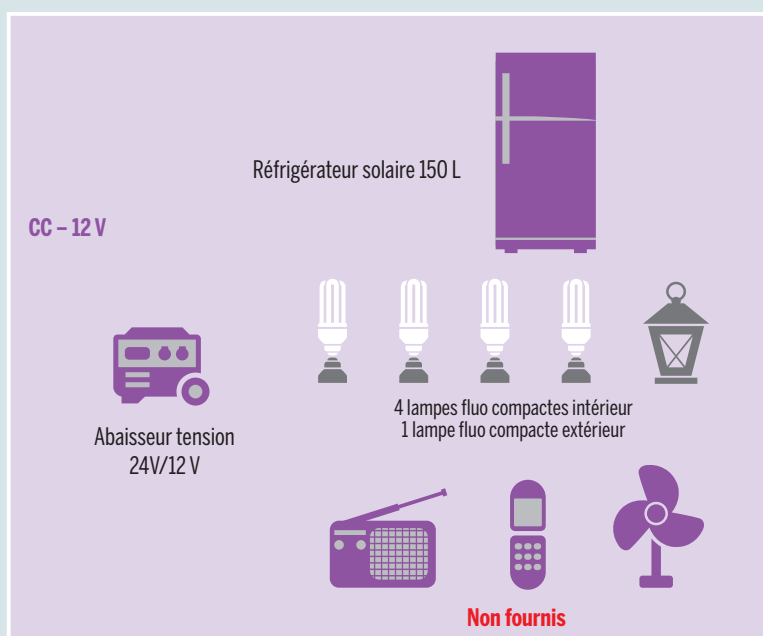 Réfrigérateur solaire 150 L
CC – 12 V
4 lampes fluo compactes intérieur
1 lampe fluo compacte extérieur
Abaisseur tension
24V/12 V
Non fournis